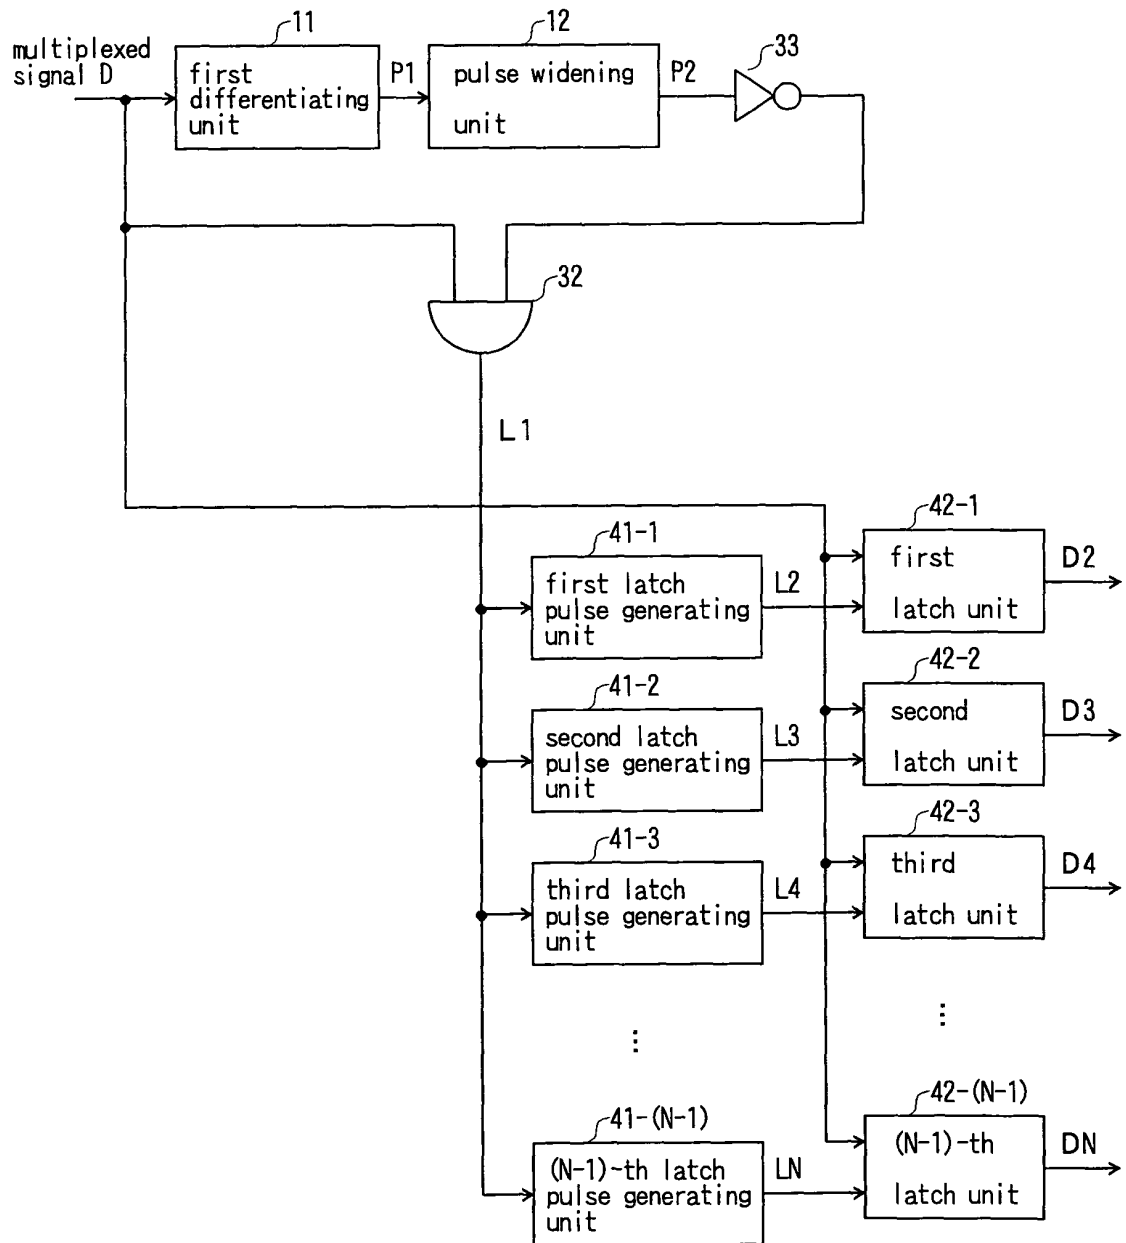 11
12
33
multiplexed
signal D
first
differentiating
unit
P1
pulse widening
unit
P2
32
L1
41-1
first latch
pulse generating
unit
L2
42-1
first
latch unit
D2
41-2
second latch
pulse generating
unit
L3
42-2
second
latch unit
D3
41-3
third latch
pulse generating
unit
L4
42-3
third
latch unit
D4
⋮
⋮
41-(N-1)
(N-1)-th latch
pulse generating
unit
LN
42-(N-1)
(N-1)-th
latch unit
DN